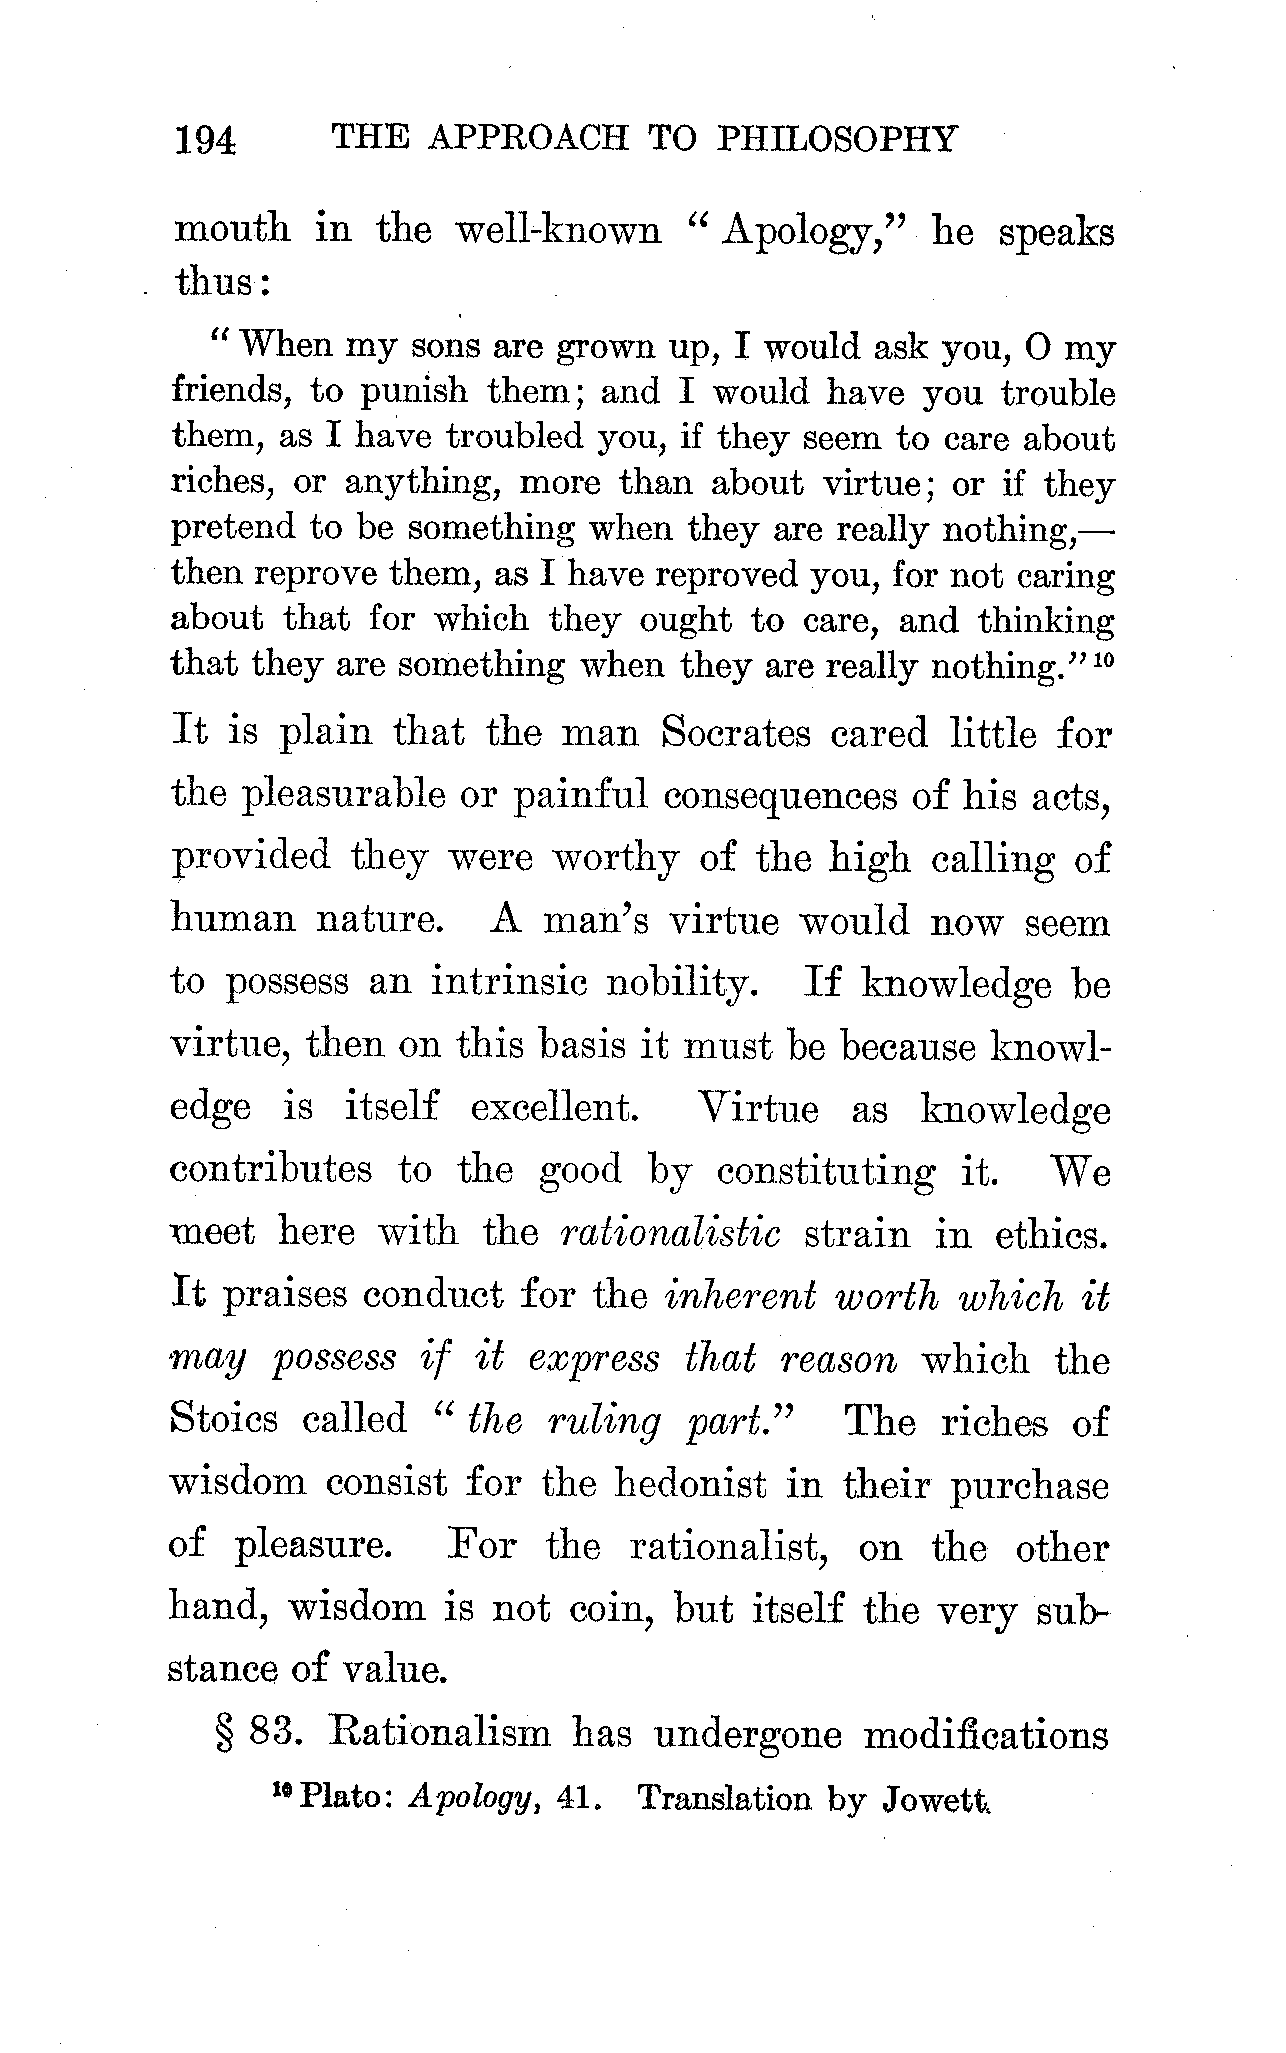 194 THE APPROACH TO PHILOSOPHY
mouth in the well-known “ Apology,” he speaks
thus:
“ When my sons are grown up, I would ask you, O my
friends, to punish them; and I would have you trouble
them, as I have troubled you, if they seem to care about
riches, or anything, more than about virtue; or if they
pretend to be something when they are really nothing,—
then reprove them, as I have reproved you, for not caring
about that for which they ought to care, and thinking
that they are something when they are really nothing.” 10
It is plain that the man Socrates cared little for
the pleasurable or painful consequences of his acts,
provided they were worthy of the high calling of
human nature. A man’s virtue would now seem
to possess an intrinsic nobility. If knowledge be
virtue, then on this basis it must be because knowl-
edge is itself excellent. Virtue as knowledge
contributes to the good by constituting it. We
meet here with the rationalistic strain in ethics.
It praises conduct for the inherent worth which it
may possess if it express that reason which the
Stoics called “ the ruling part.” The riches of
wisdom consist for the hedonist in their purchase
of pleasure. For the rationalist, on the other
hand, wisdom is not coin, but itself the very sub-
stance of value.
§ 83. Rationalism has undergone modifications
10 Plato: Apology, 41. Translation by Jowett.